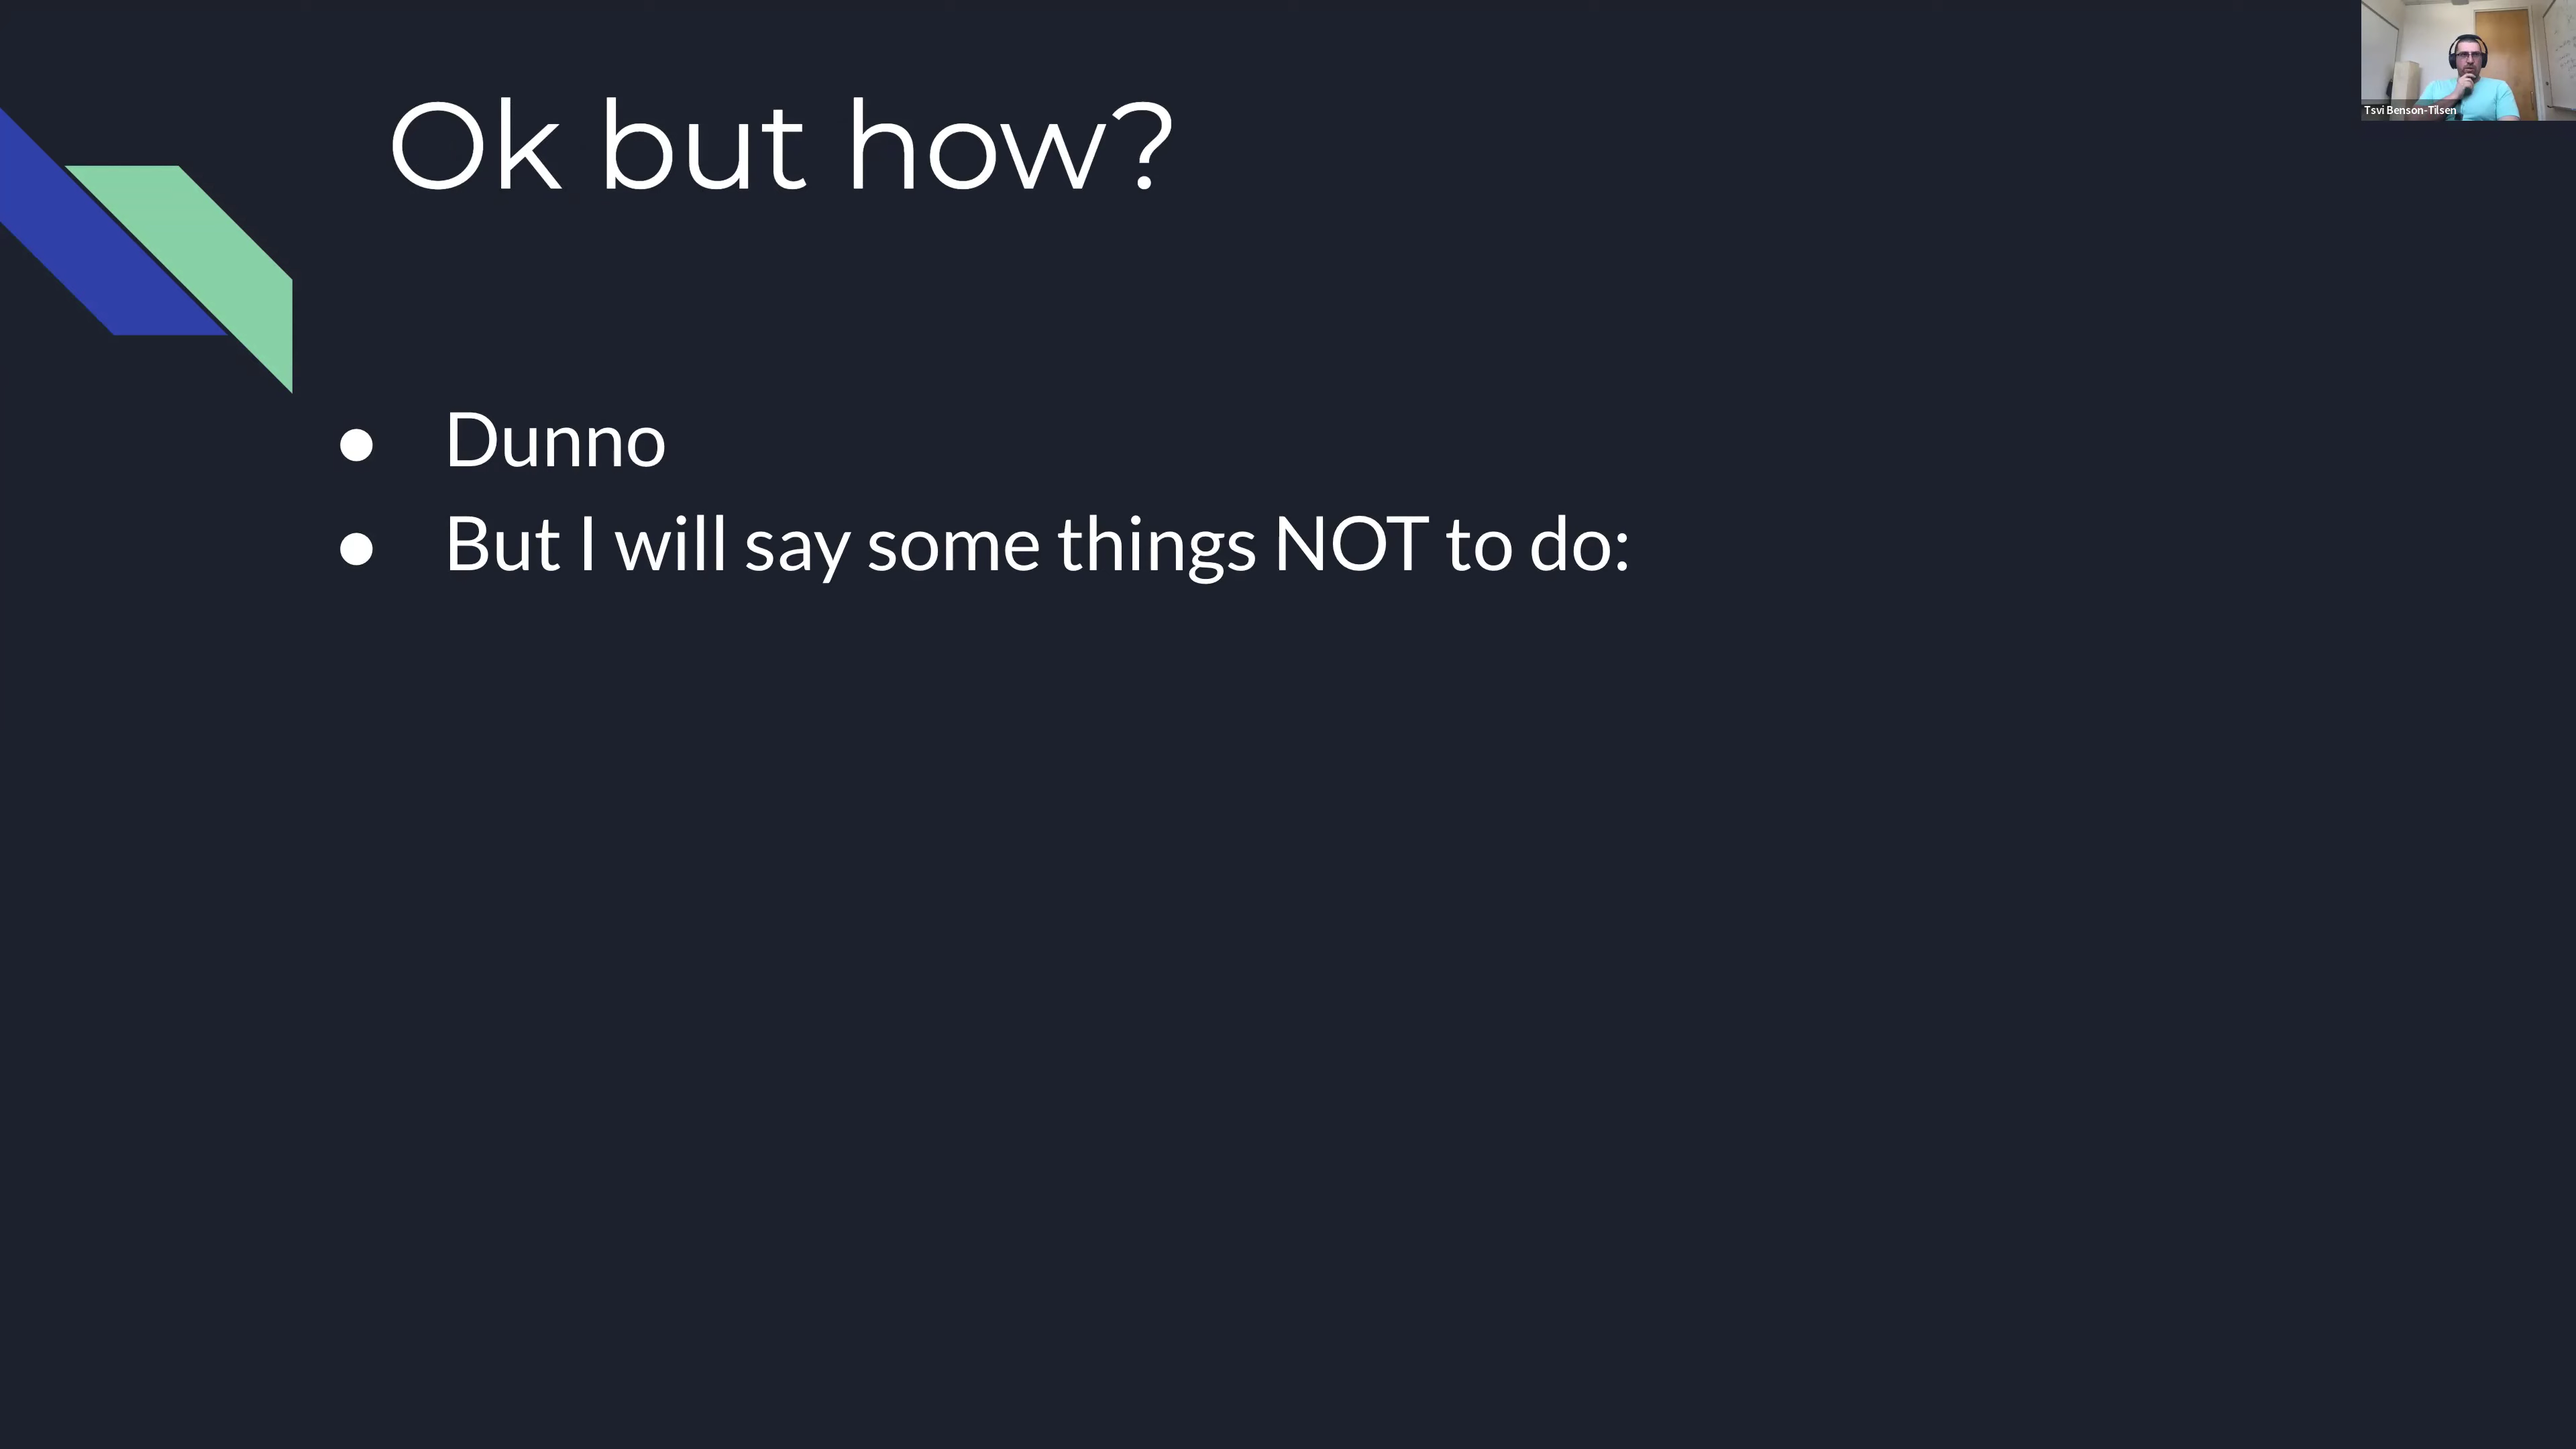 Ok but how?
Tsvi Benson-Tilsen
● Dunno
● But I will say some things NOT to do: